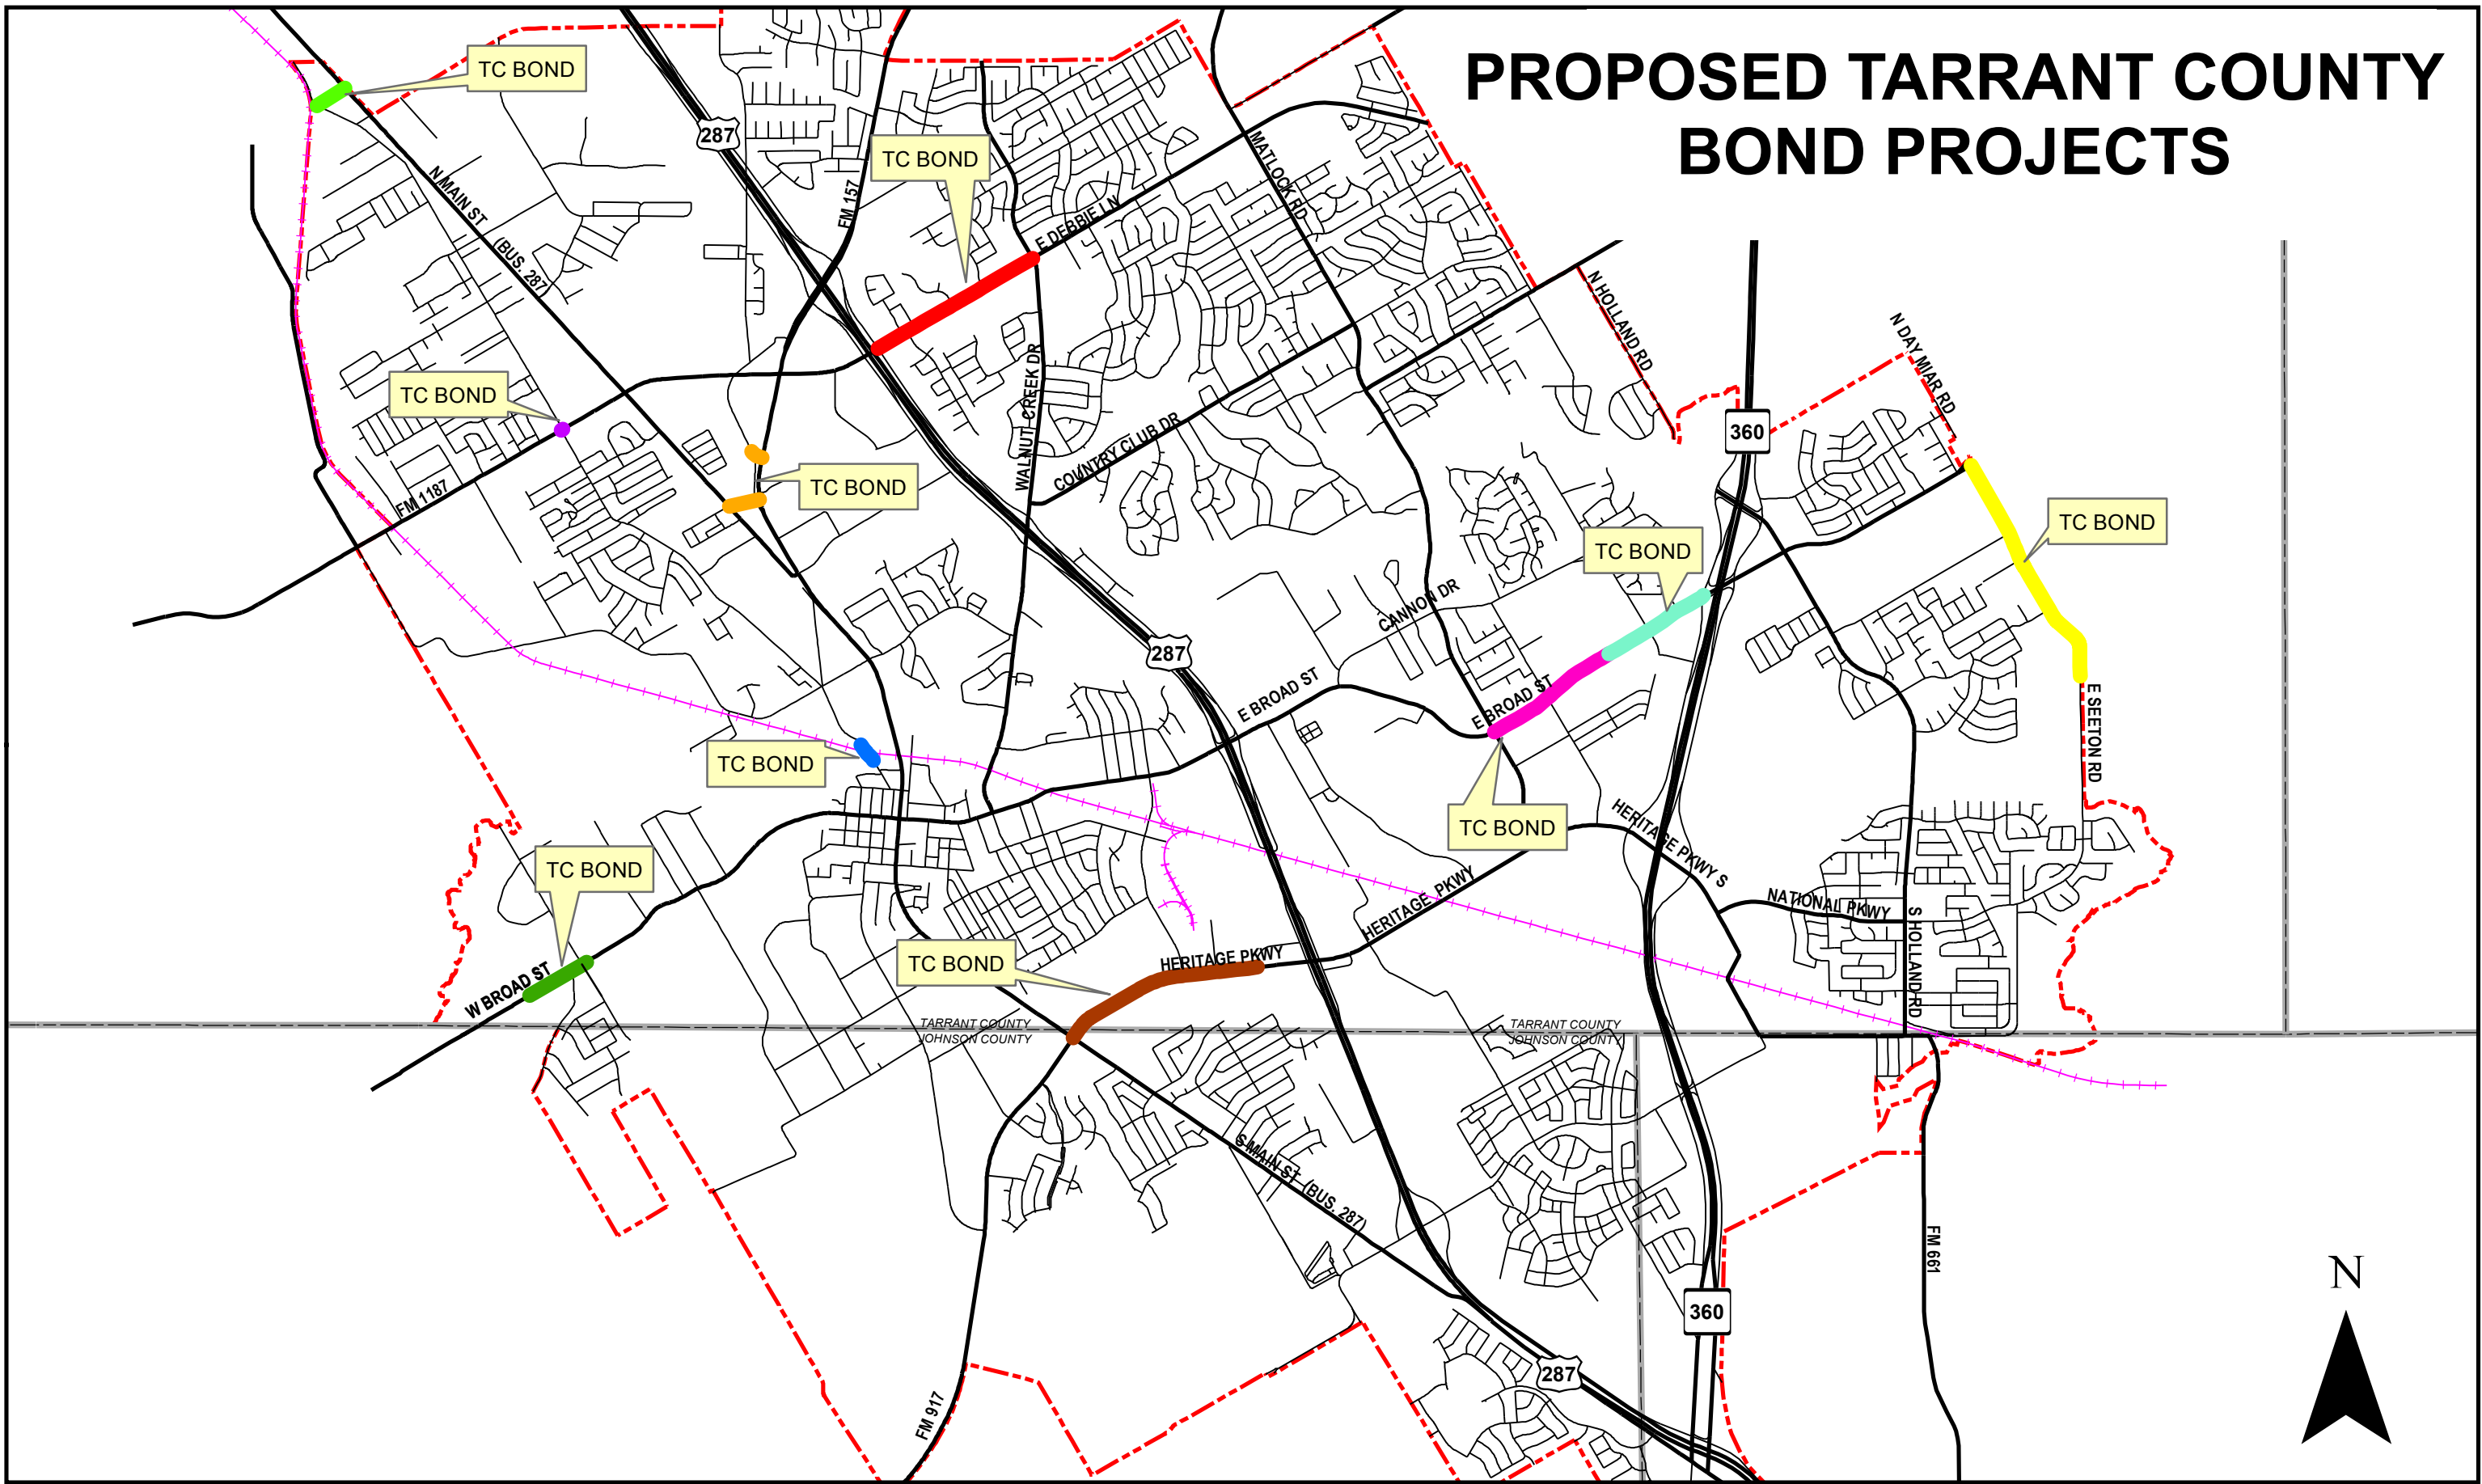 PROPOSED TARRANT COUNTY
BOND PROJECTS
TC BOND
287
TC BOND
N MAIN ST
(BUS. 287)
FM 157
E DEBBIE LN
MATLOCK RD
N HOLLAND RD
N DAY MIAR RD
TC BOND
FM 1187
WALNUT CREEK DR
COUNTRY CLUB DR
360
TC BOND
TC BOND
TC BOND
CANNON DR
287
E BROAD ST
E BROAD ST
E SEETON RD
TC BOND
TC BOND
HERITAGE PKWY S
TC BOND
HERITAGE PKWY
NATIONAL PKWY
S HOLLAND RD
TC BOND
HERITAGE PKWY
W BROAD ST
TARRANT COUNTY
JOHNSON COUNTY
TARRANT COUNTY
JOHNSON COUNTY
S MAIN ST (BUS. 287)
FM 661
N
360
287
FM 917